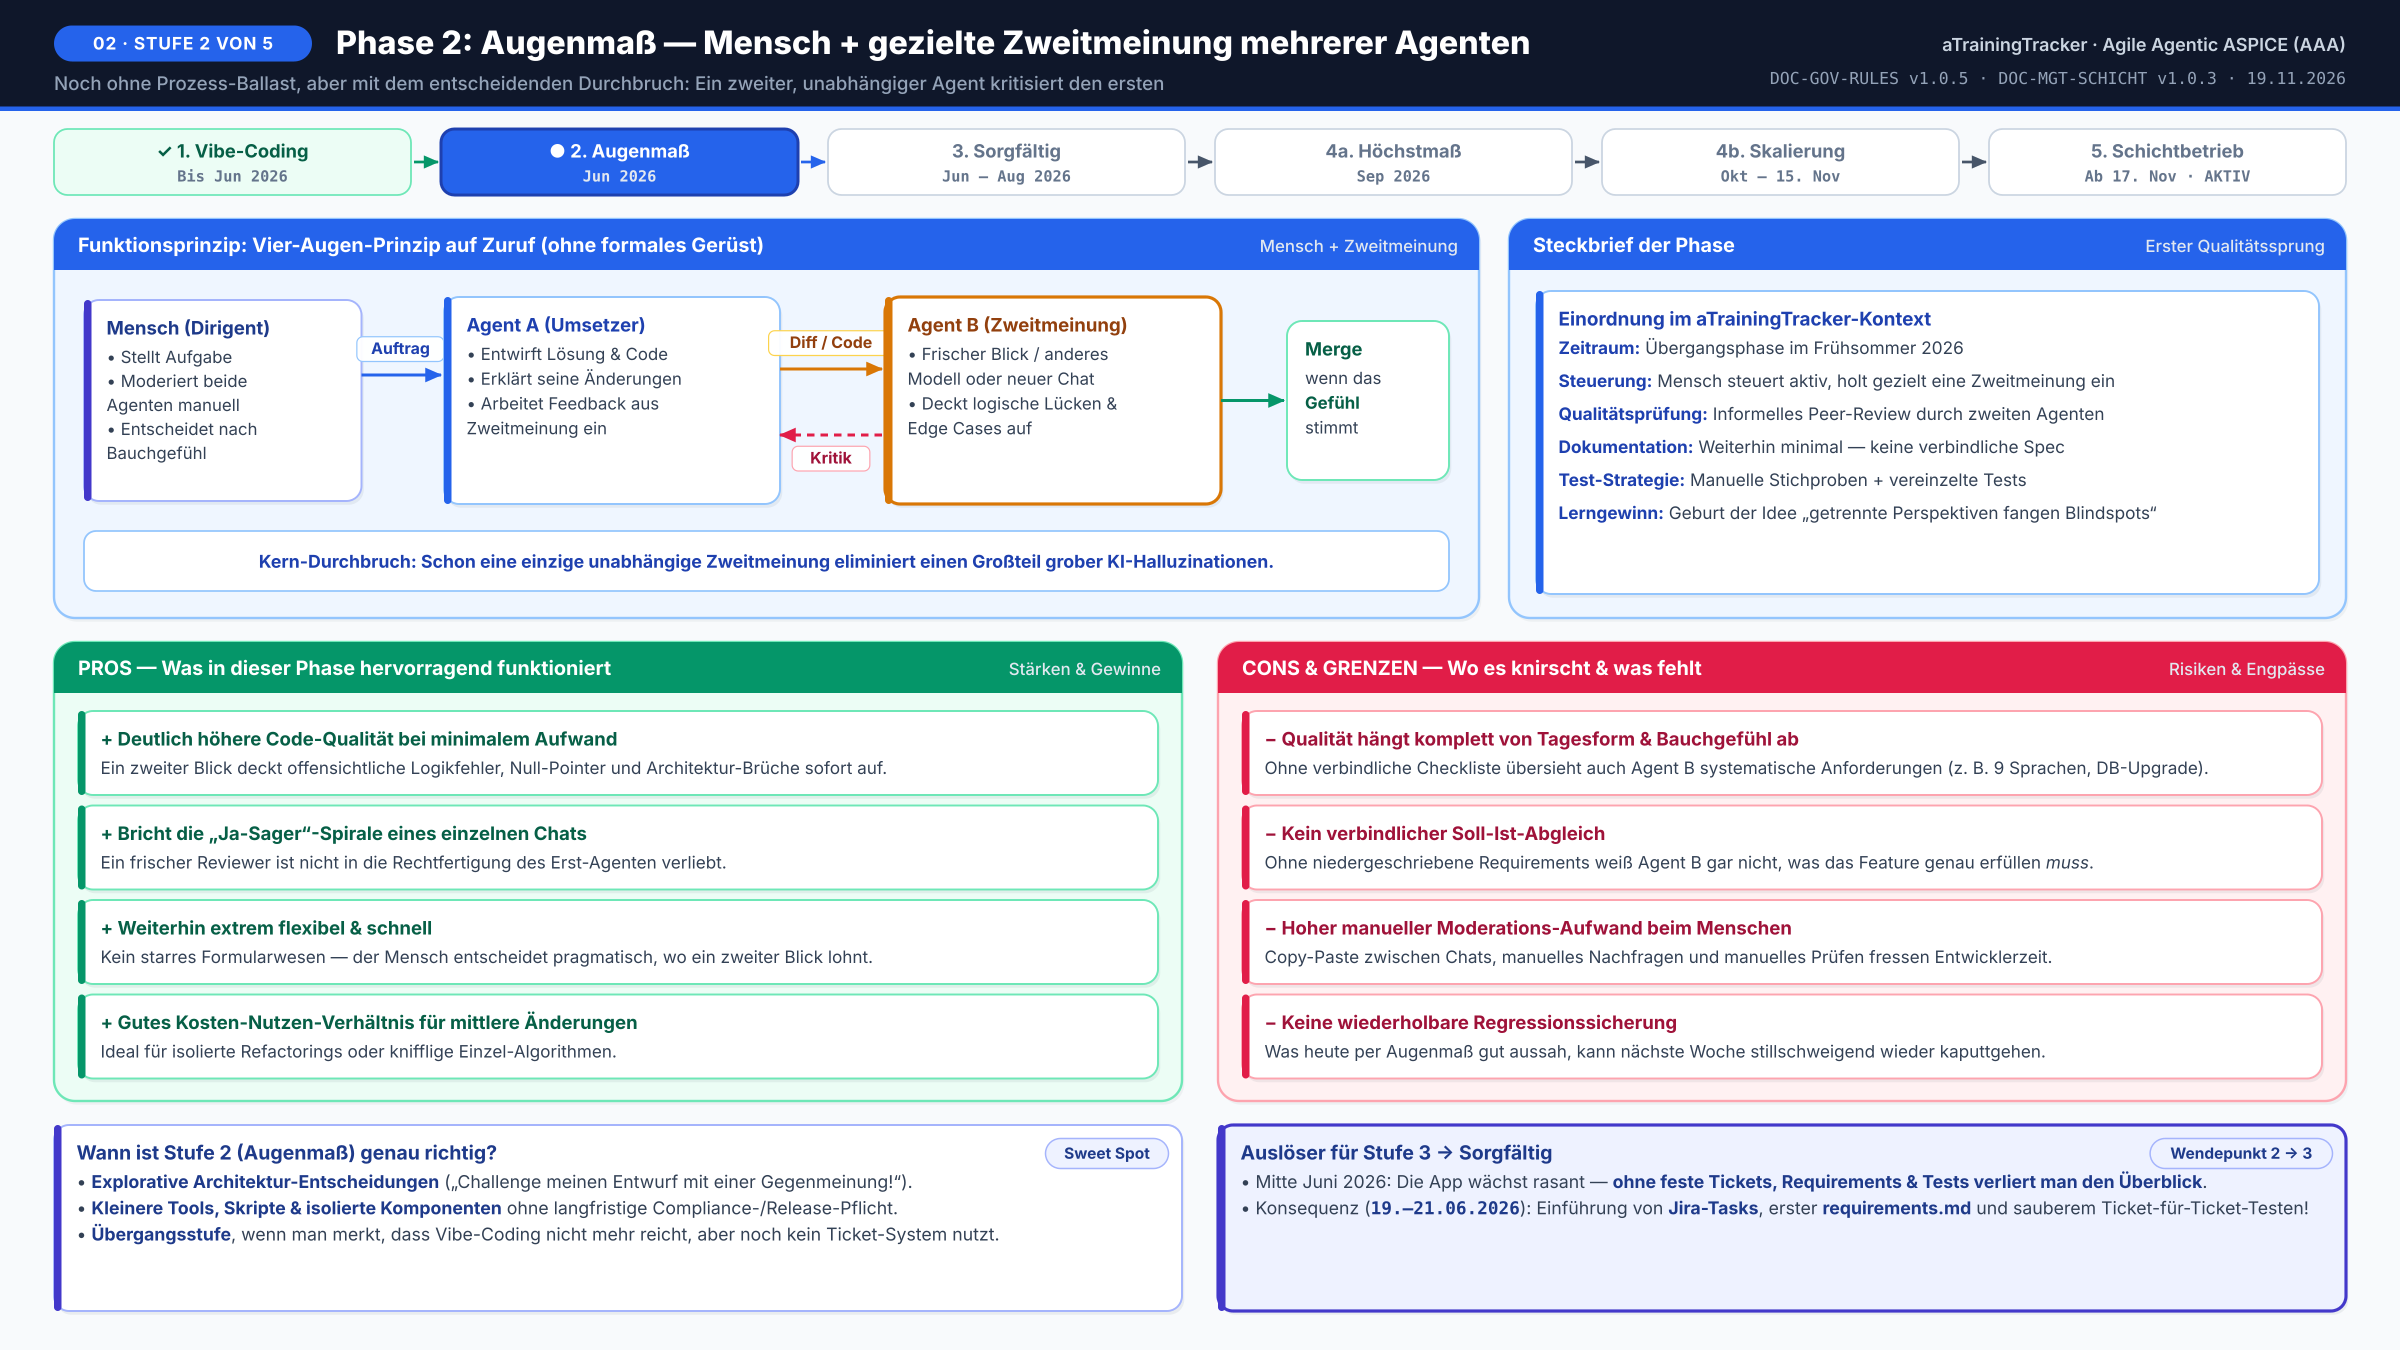 02 · STUFE 2 VON 5
Phase 2: Augenmaß — Mensch + gezielte Zweitmeinung mehrerer Agenten
Noch ohne Prozess-Ballast, aber mit dem entscheidenden Durchbruch: Ein zweiter, unabhängiger Agent kritisiert den ersten
aTrainingTracker · Agile Agentic ASPICE (AAA)
DOC-GOV-RULES v1.0.5 · DOC-MGT-SCHICHT v1.0.3 · 19.11.2026
✓ 1. Vibe-Coding
Bis Jun 2026
● 2. Augenmaß
Jun 2026
3. Sorgfältig
Jun – Aug 2026
4a. Höchstmaß
Sep 2026
4b. Skalierung
Okt – 15. Nov
5. Schichtbetrieb
Ab 17. Nov · AKTIV
Funktionsprinzip: Vier-Augen-Prinzip auf Zuruf (ohne formales Gerüst)
Mensch + Zweitmeinung
Mensch (Dirigent)
• Stellt Aufgabe
• Moderiert beide
Agenten manuell
• Entscheidet nach
Bauchgefühl
Auftrag
Agent A (Umsetzer)
• Entwirft Lösung & Code
• Erklärt seine Änderungen
• Arbeitet Feedback aus
Zweitmeinung ein
Diff / Code
Kritik
Agent B (Zweitmeinung)
• Frischer Blick / anderes
Modell oder neuer Chat
• Deckt logische Lücken &
Edge Cases auf
Merge
wenn das
Gefühl
stimmt
Kern-Durchbruch: Schon eine einzige unabhängige Zweitmeinung eliminiert einen Großteil grober KI-Halluzinationen.
Steckbrief der Phase
Erster Qualitätssprung
Einordnung im aTrainingTracker-Kontext
Zeitraum: Übergangsphase im Frühsommer 2026
Steuerung: Mensch steuert aktiv, holt gezielt eine Zweitmeinung ein
Qualitätsprüfung: Informelles Peer-Review durch zweiten Agenten
Dokumentation: Weiterhin minimal — keine verbindliche Spec
Test-Strategie: Manuelle Stichproben + vereinzelte Tests
Lerngewinn: Geburt der Idee „getrennte Perspektiven fangen Blindspots“
PROS — Was in dieser Phase hervorragend funktioniert
Stärken & Gewinne
+ Deutlich höhere Code-Qualität bei minimalem Aufwand
Ein zweiter Blick deckt offensichtliche Logikfehler, Null-Pointer und Architektur-Brüche sofort auf.
+ Bricht die „Ja-Sager“-Spirale eines einzelnen Chats
Ein frischer Reviewer ist nicht in die Rechtfertigung des Erst-Agenten verliebt.
+ Weiterhin extrem flexibel & schnell
Kein starres Formularwesen — der Mensch entscheidet pragmatisch, wo ein zweiter Blick lohnt.
+ Gutes Kosten-Nutzen-Verhältnis für mittlere Änderungen
Ideal für isolierte Refactorings oder knifflige Einzel-Algorithmen.
CONS & GRENZEN — Wo es knirscht & was fehlt
Risiken & Engpässe
– Qualität hängt komplett von Tagesform & Bauchgefühl ab
Ohne verbindliche Checkliste übersieht auch Agent B systematische Anforderungen (z. B. 9 Sprachen, DB-Upgrade).
– Kein verbindlicher Soll-Ist-Abgleich
Ohne niedergeschriebene Requirements weiß Agent B gar nicht, was das Feature genau erfüllen muss.
– Hoher manueller Moderations-Aufwand beim Menschen
Copy-Paste zwischen Chats, manuelles Nachfragen und manuelles Prüfen fressen Entwicklerzeit.
– Keine wiederholbare Regressionssicherung
Was heute per Augenmaß gut aussah, kann nächste Woche stillschweigend wieder kaputtgehen.
Wann ist Stufe 2 (Augenmaß) genau richtig?
Sweet Spot
• Explorative Architektur-Entscheidungen („Challenge meinen Entwurf mit einer Gegenmeinung!“).
• Kleinere Tools, Skripte & isolierte Komponenten ohne langfristige Compliance-/Release-Pflicht.
• Übergangsstufe, wenn man merkt, dass Vibe-Coding nicht mehr reicht, aber noch kein Ticket-System nutzt.
Auslöser für Stufe 3 → Sorgfältig
Wendepunkt 2 → 3
• Mitte Juni 2026: Die App wächst rasant — ohne feste Tickets, Requirements & Tests verliert man den Überblick.
• Konsequenz (19.–21.06.2026): Einführung von Jira-Tasks, erster requirements.md und sauberem Ticket-für-Ticket-Testen!